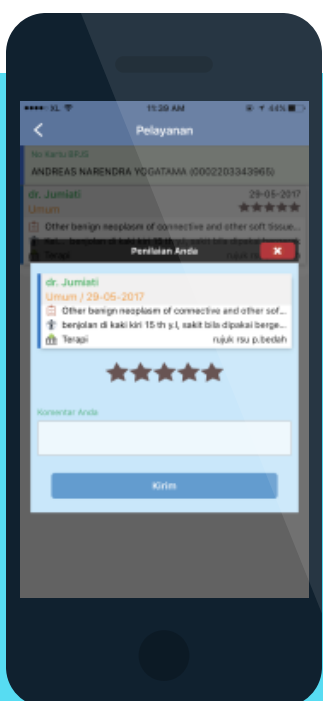 XL 11:39 AM 44%
Pelayanan
No Kartu BPJS
ANDREAS NARENDRA YOGATAMA (0002203343965)
dr. Jumiati 29-05-2017
Umum
Other benign neoplasm of connective and other soft tissue...
Penilaian Anda
dr. Jumiati
Umum / 29-05-2017
Other benign neoplasm of connective and other sof...
benjolan di kaki kiri 15 th y.l, sakit bila dipakai berge...
Terapi rujuk rsu p.bedah
Komentar Anda
Kirim